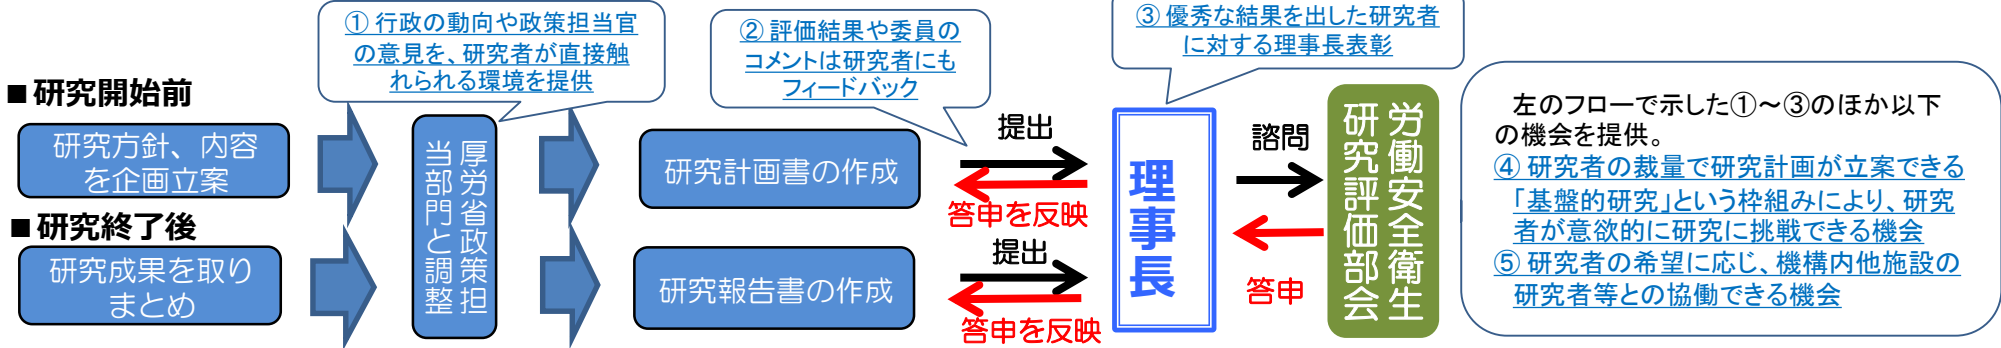 ① 行政の動向や政策担当官
の意見を、研究者が直接触
れられる環境を提供
② 評価結果や委員の
コメントは研究者にも
フィードバック
③ 優秀な結果を出した研究者
に対する理事長表彰
■研究開始前
研究方針、内容
を企画立案
■研究終了後
研究成果を取り
まとめ
厚労省政策担
当部門と調整
研究計画書の作成
研究報告書の作成
提出
答申を反映
提出
答申を反映
理事長
諮問
答申
労働安全衛生
研究評価部会
左のフローで示した①～③のほか以下
の機会を提供。
④ 研究者の裁量で研究計画が立案できる
「基盤的研究」という枠組みにより、研究
者が意欲的に研究に挑戦できる機会
⑤ 研究者の希望に応じ、機構内他施設の
研究者等との協働できる機会